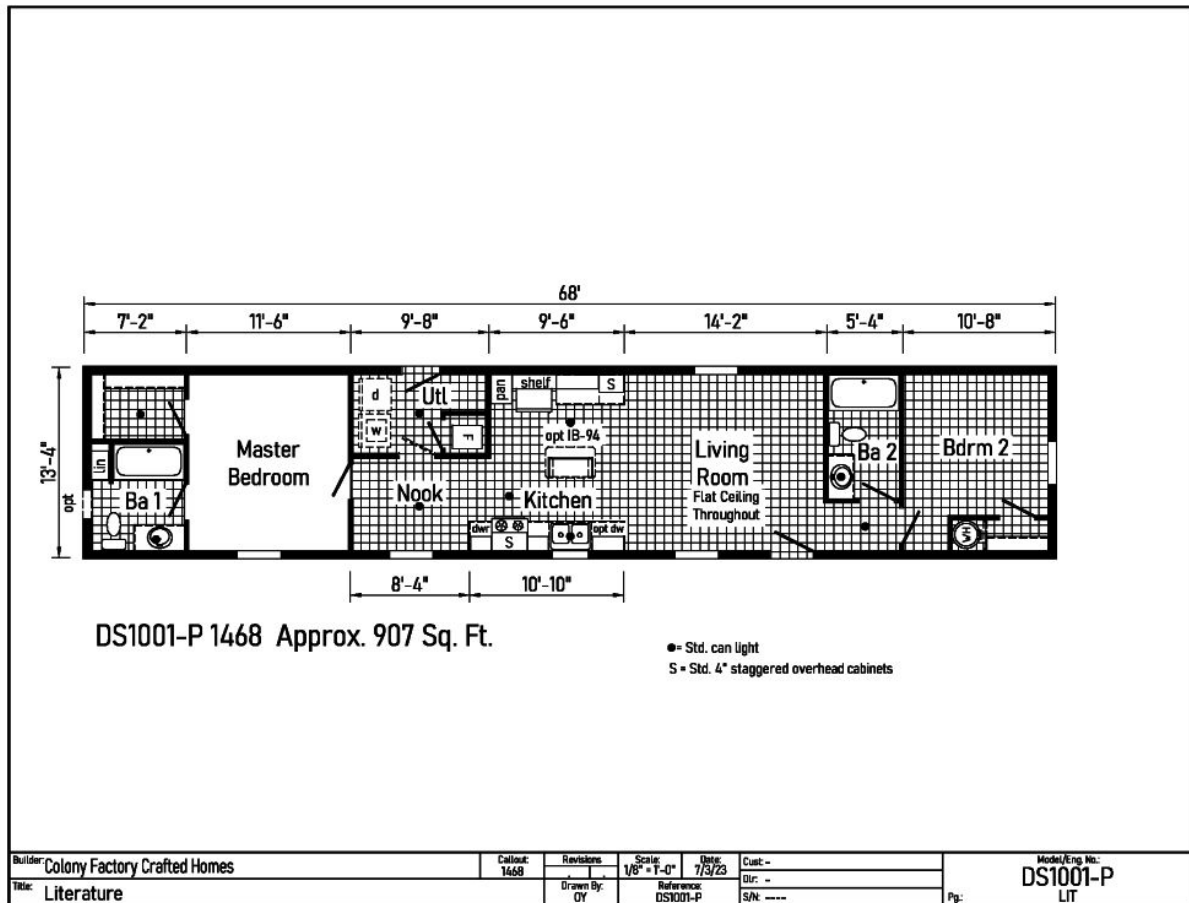 68'
7'-2"
11'-6"
9'-8"
9'-6"
14'-2"
5'-4"
10'-8"
13'-4"
opt
lin
Ba 1
Master
Bedroom
d
w
Utl
F
Nook
pan
shelf
S
opt IB-94
Kitchen
dwr
S
opt dw
Living
Room
Flat Ceiling
Throughout
Ba 2
Bdrm 2
WH
8'-4"
10'-10"
DS1001-P 1468 Approx. 907 Sq. Ft.
●= Std. can light
S = Std. 4" staggered overhead cabinets
Builder: Colony Factory Crafted Homes
Title: Literature
Callout:
1468
Revisions
Drawn By:
OY
Scale:
1/8" = 1'-0"
Date:
7/3/23
Reference:
DS1001-P
Cust: -
Dlr: -
S/N: ----
Model/Eng. No.:
DS1001-P
Pg.: LIT